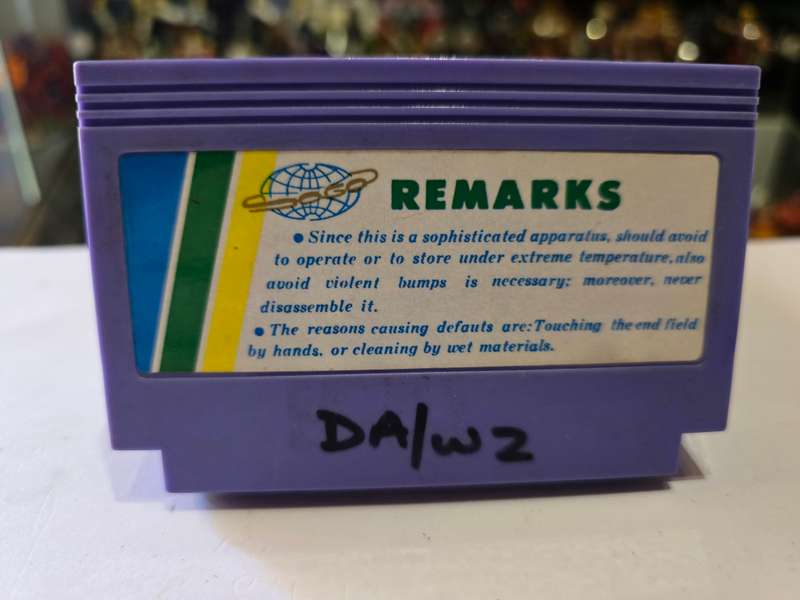 saga REMARKS
● Since this is a sophisticated apparatus, should avoid
to operate or to store under extreme temperature, also
avoid violent bumps is necessary; moreover, never
disassemble it.
● The reasons causing defauts are:Touching the end field
by hands, or cleaning by wet materials.
DA/W2